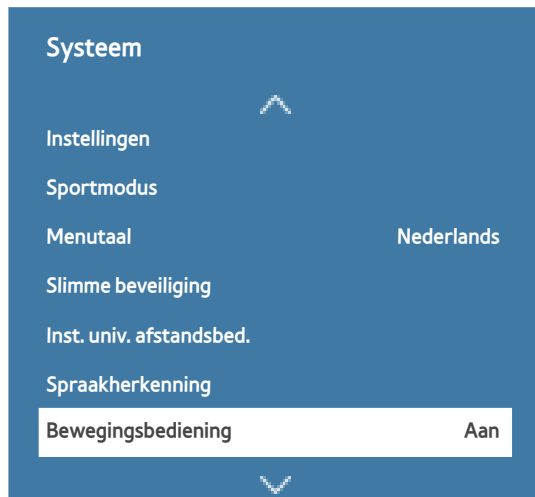 Systeem
Instellingen
Sportmodus
Menutaal Nederlands
Slimme beveiliging
Inst. univ. afstandsbed.
Spraakherkenning
Bewegingsbediening Aan